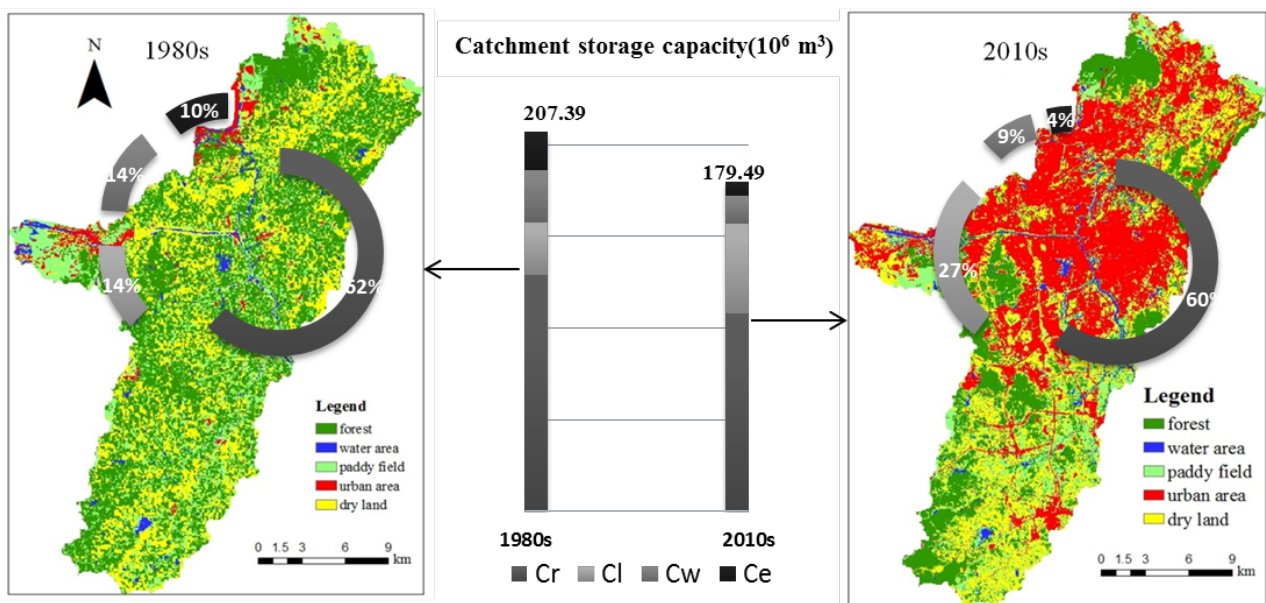 N
1980s
10%
14%
14%
62%
Legend
forest
water area
paddy field
urban area
dry land
0 1.5 3 6 9
km
Catchment storage capacity(10⁶ m³)
207.39
179.49
1980s
2010s
Cr Cl Cw Ce
2010s
4%
9%
27%
60%
Legend
forest
water area
paddy field
urban area
dry land
0 1.5 3 6 9
km